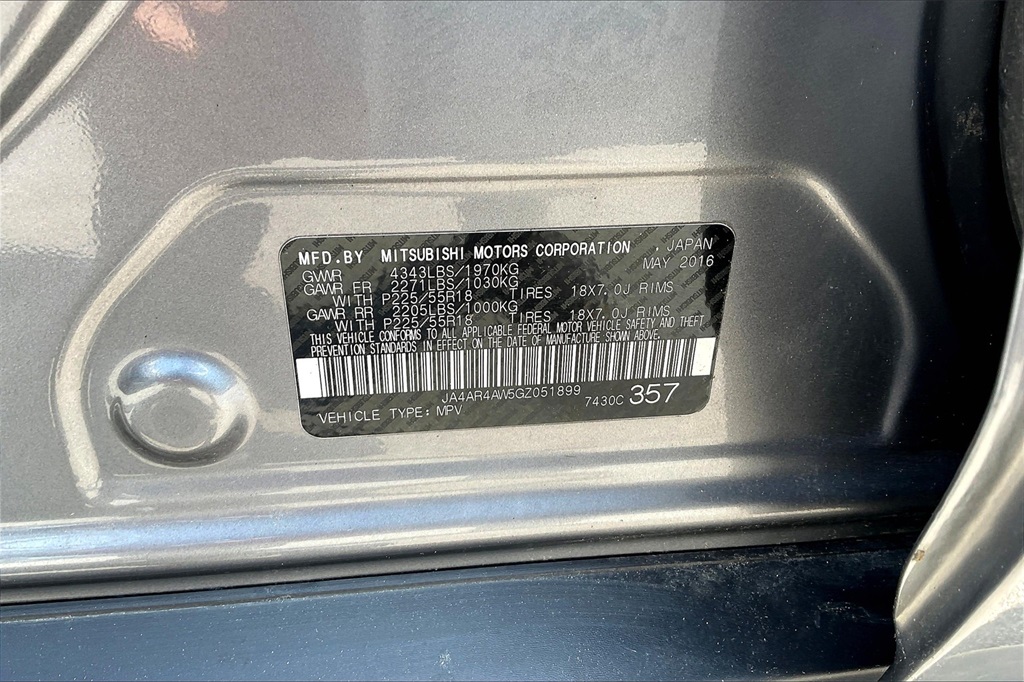 MFD.BY MITSUBISHI MOTORS CORPORATION , JAPAN
GVWR 4343LBS/1970KG MAY 2016
GAWR FR 2271LBS/1030KG
WITH P225/55R18 TIRES 18X7.0J RIMS
GAWR RR 2205LBS/1000KG
WITH P225/55R18 TIRES 18X7.0J RIMS
THIS VEHICLE CONFORMS TO ALL APPLICABLE FEDERAL MOTOR VEHICLE SAFETY AND THEFT
PREVENTION STANDARDS IN EFFECT ON THE DATE OF MANUFACTURE SHOWN ABOVE.
JA4AR4AW5GZ051899
VEHICLE TYPE:MPV 7430C 357